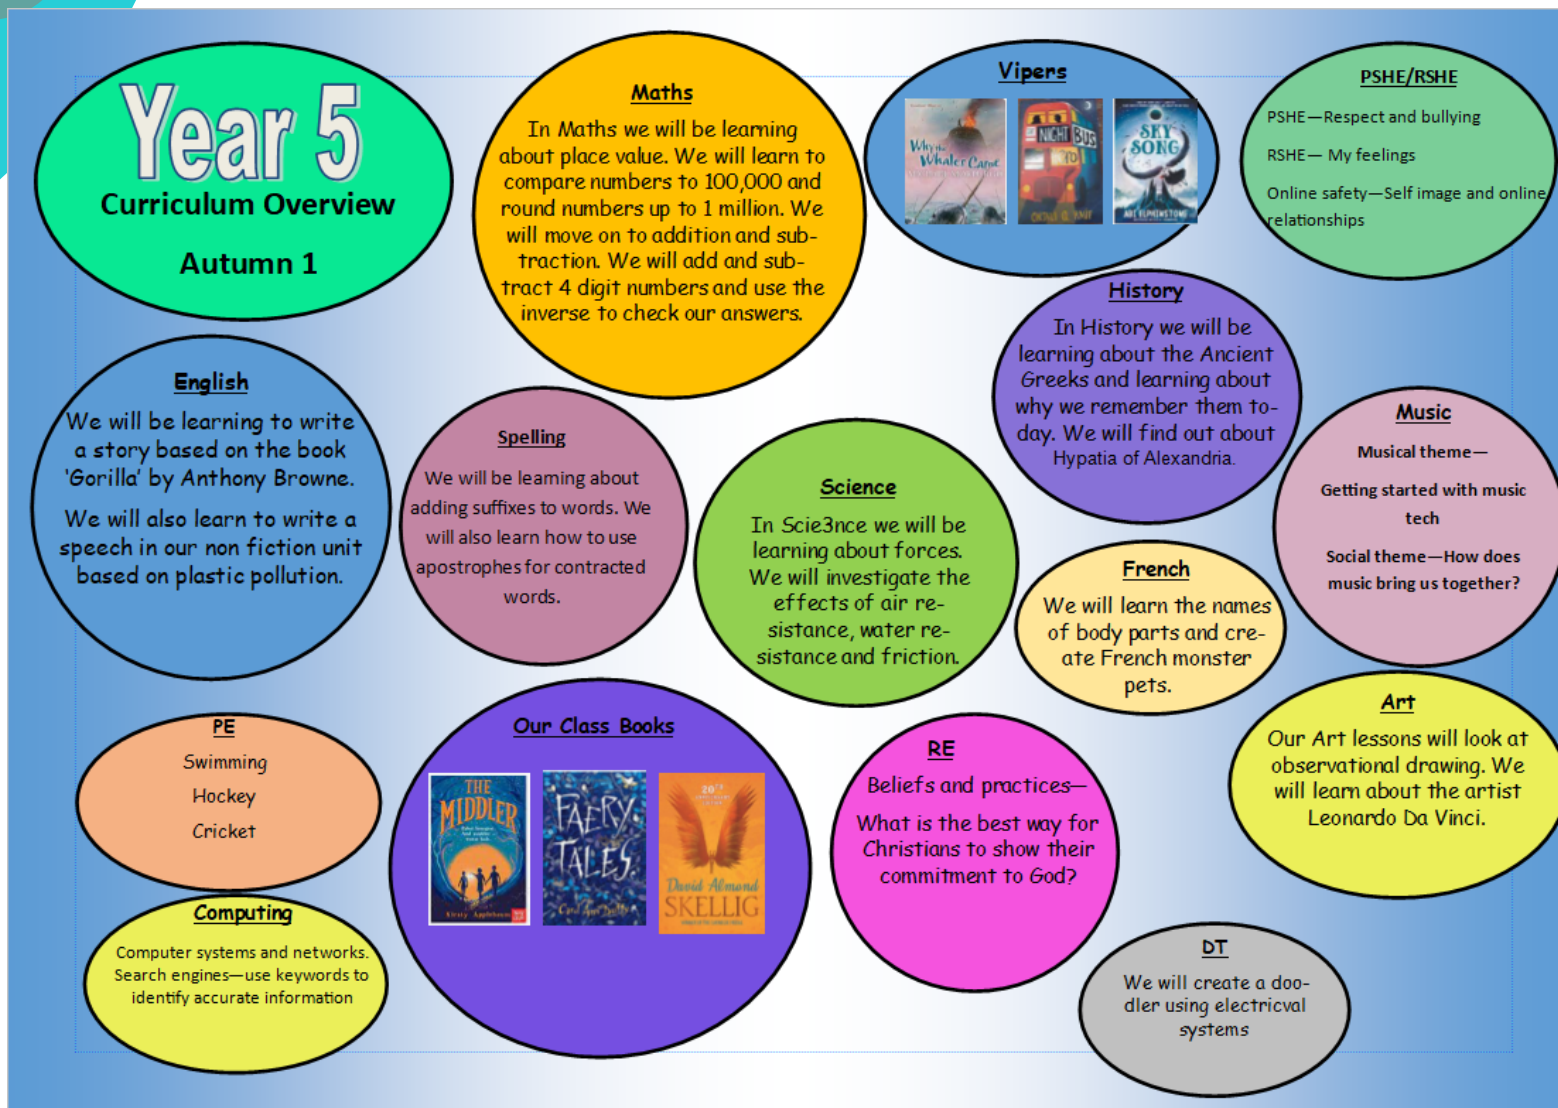 Year 5
Curriculum Overview
Autumn 1
Maths
In Maths we will be learning
about place value. We will learn to
compare numbers to 100,000 and
round numbers up to 1 million. We
will move on to addition and sub-
traction. We will add and sub-
tract 4 digit numbers and use the
inverse to check our answers.
Vipers
Why the
Whales Came
NIGHT BUS
SKY
SONG
ABI ELPHINSTONE
PSHE/RSHE
PSHE—Respect and bullying
RSHE— My feelings
Online safety—Self image and online
relationships
English
We will be learning to write
a story based on the book
‘Gorilla’ by Anthony Browne.
We will also learn to write a
speech in our non fiction unit
based on plastic pollution.
Spelling
We will be learning about
adding suffixes to words. We
will also learn how to use
apostrophes for contracted
words.
Science
In Scie3nce we will be
learning about forces.
We will investigate the
effects of air re-
sistance, water re-
sistance and friction.
History
In History we will be
learning about the Ancient
Greeks and learning about
why we remember them to-
day. We will find out about
Hypatia of Alexandria.
French
We will learn the names
of body parts and cre-
ate French monster
pets.
Music
Musical theme—
Getting started with music
tech
Social theme—How does
music bring us together?
PE
Swimming
Hockey
Cricket
Computing
Computer systems and networks.
Search engines—use keywords to
identify accurate information
Our Class Books
THE
MIDDLER
Kirsty Applebaum
FAERY
TALES
Carol Ann Duffy
20TH
David Almond
SKELLIG
RE
Beliefs and practices—
What is the best way for
Christians to show their
commitment to God?
Art
Our Art lessons will look at
observational drawing. We
will learn about the artist
Leonardo Da Vinci.
DT
We will create a doo-
dler using electricval
systems